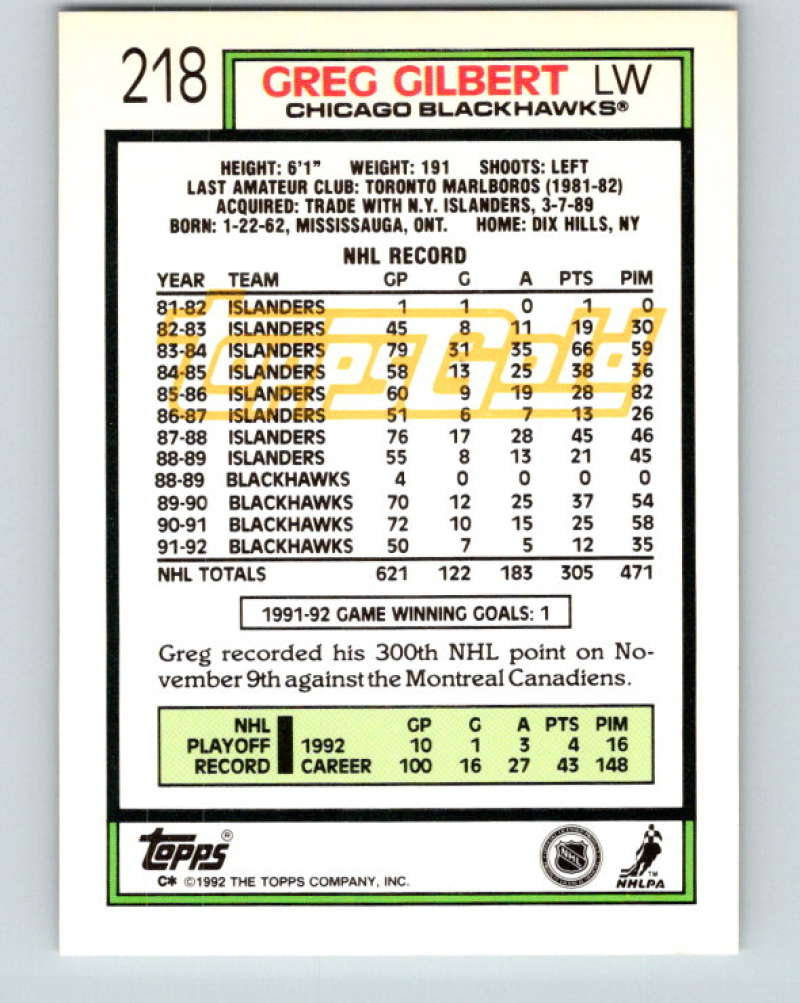 218 GREG GILBERT LW
CHICAGO BLACKHAWKS®
HEIGHT: 6'1" WEIGHT: 191 SHOOTS: LEFT
LAST AMATEUR CLUB: TORONTO MARLBOROS (1981-82)
ACQUIRED: TRADE WITH N.Y. ISLANDERS, 3-7-89
BORN: 1-22-62, MISSISSAUGA, ONT. HOME: DIX HILLS, NY
NHL RECORD
YEAR TEAM GP G A PTS PIM
81-82 ISLANDERS 1 1 0 1 0
82-83 ISLANDERS 45 8 11 19 30
83-84 ISLANDERS 79 31 35 66 59
84-85 ISLANDERS 58 13 25 38 36
85-86 ISLANDERS 60 9 19 28 82
86-87 ISLANDERS 51 6 7 13 26
87-88 ISLANDERS 76 17 28 45 46
88-89 ISLANDERS 55 8 13 21 45
88-89 BLACKHAWKS 4 0 0 0 0
89-90 BLACKHAWKS 70 12 25 37 54
90-91 BLACKHAWKS 72 10 15 25 58
91-92 BLACKHAWKS 50 7 5 12 35
NHL TOTALS 621 122 183 305 471
Topps Gold
1991-92 GAME WINNING GOALS: 1
Greg recorded his 300th NHL point on No-
vember 9th against the Montreal Canadiens.
NHL GP G A PTS PIM
PLAYOFF 1992 10 1 3 4 16
RECORD CAREER 100 16 27 43 148
Topps®
C* ©1992 THE TOPPS COMPANY, INC.
NHL
NHLPA™